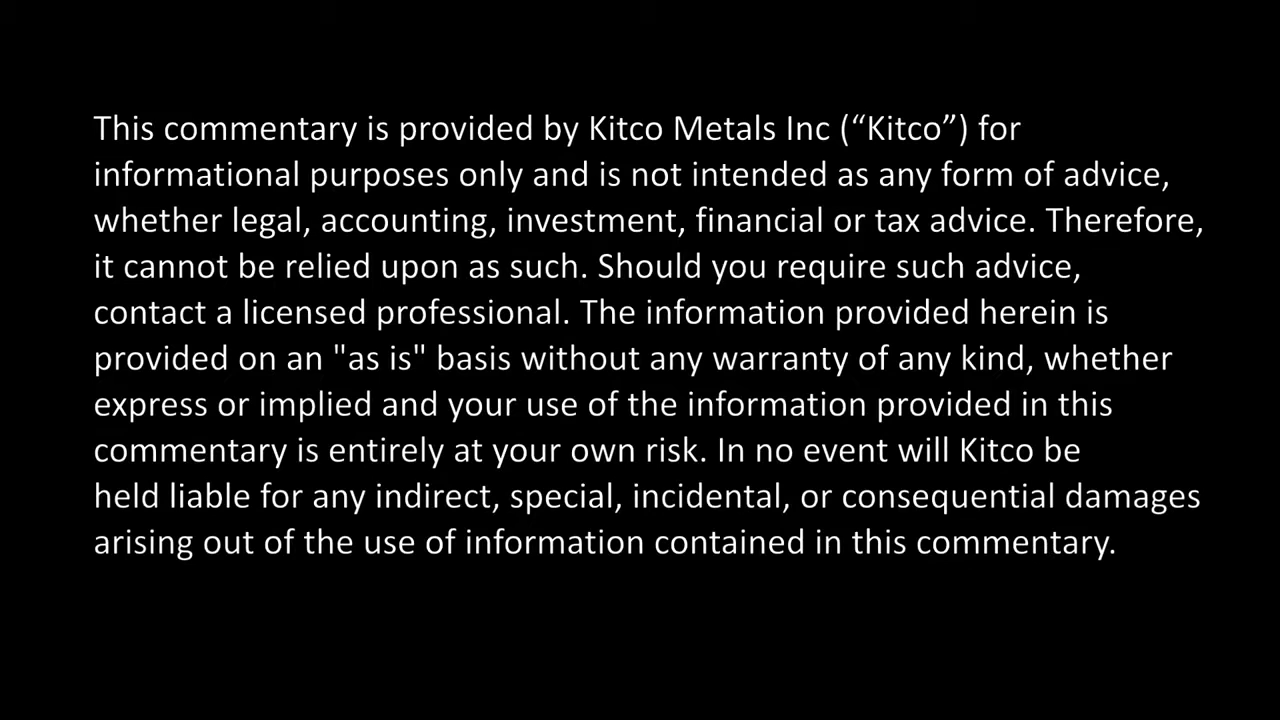 This commentary is provided by Kitco Metals Inc (“Kitco”) for
informational purposes only and is not intended as any form of advice,
whether legal, accounting, investment, financial or tax advice. Therefore,
it cannot be relied upon as such. Should you require such advice,
contact a licensed professional. The information provided herein is
provided on an "as is" basis without any warranty of any kind, whether
express or implied and your use of the information provided in this
commentary is entirely at your own risk. In no event will Kitco be
held liable for any indirect, special, incidental, or consequential damages
arising out of the use of information contained in this commentary.